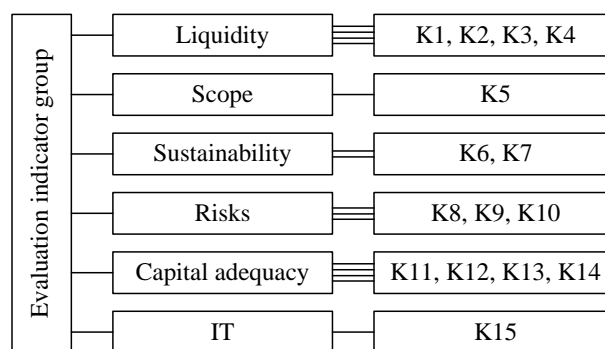 Evaluation indicator group
Liquidity
K1, K2, K3, K4
Scope
K5
Sustainability
K6, K7
Risks
K8, K9, K10
Capital adequacy
K11, K12, K13, K14
IT
K15